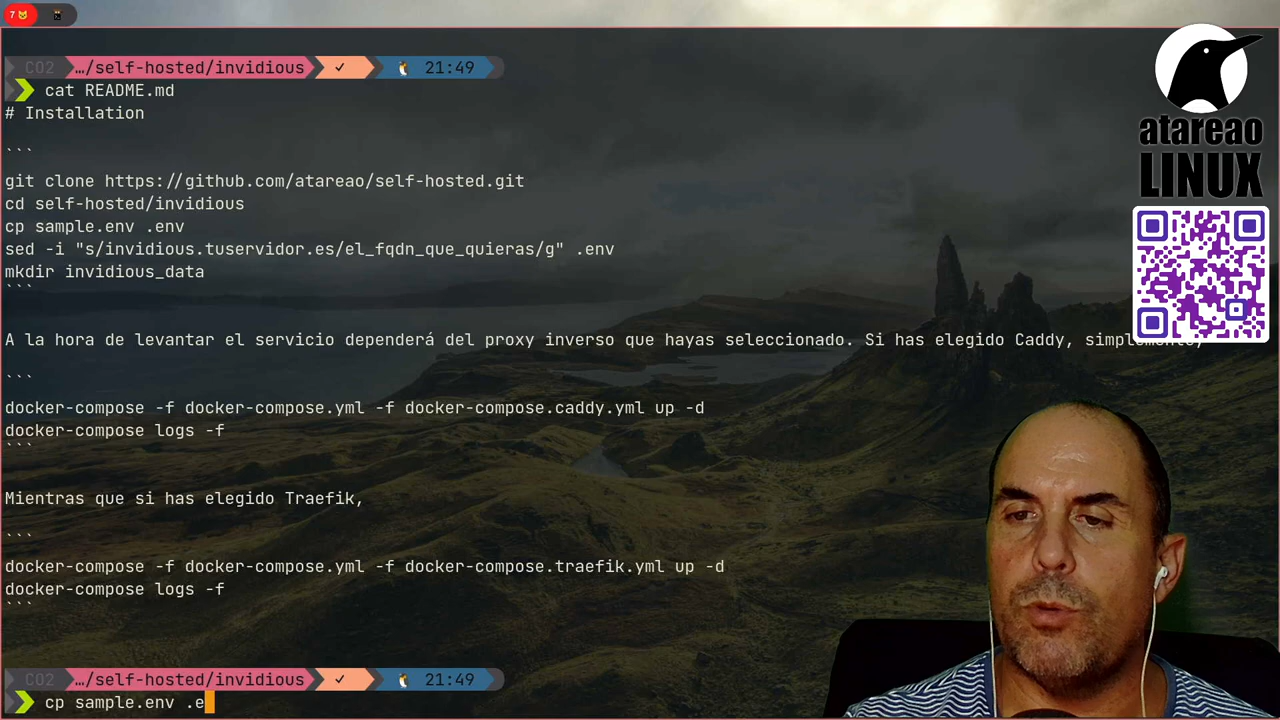 7
CO2 …/self-hosted/invidious ✓ 21:49
cat README.md
# Installation
```
git clone https://github.com/atareao/self-hosted.git
cd self-hosted/invidious
cp sample.env .env
sed -i "s/invidious.tuservidor.es/el_fqdn_que_quieras/g" .env
mkdir invidious_data
```
A la hora de levantar el servicio dependerá del proxy inverso que hayas seleccionado. Si has elegido Caddy, simplemente,
```
docker-compose -f docker-compose.yml -f docker-compose.caddy.yml up -d
docker-compose logs -f
```
Mientras que si has elegido Traefik,
```
docker-compose -f docker-compose.yml -f docker-compose.traefik.yml up -d
docker-compose logs -f
```
CO2 …/self-hosted/invidious ✓ 21:49
cp sample.env .e
atareao
LINUX